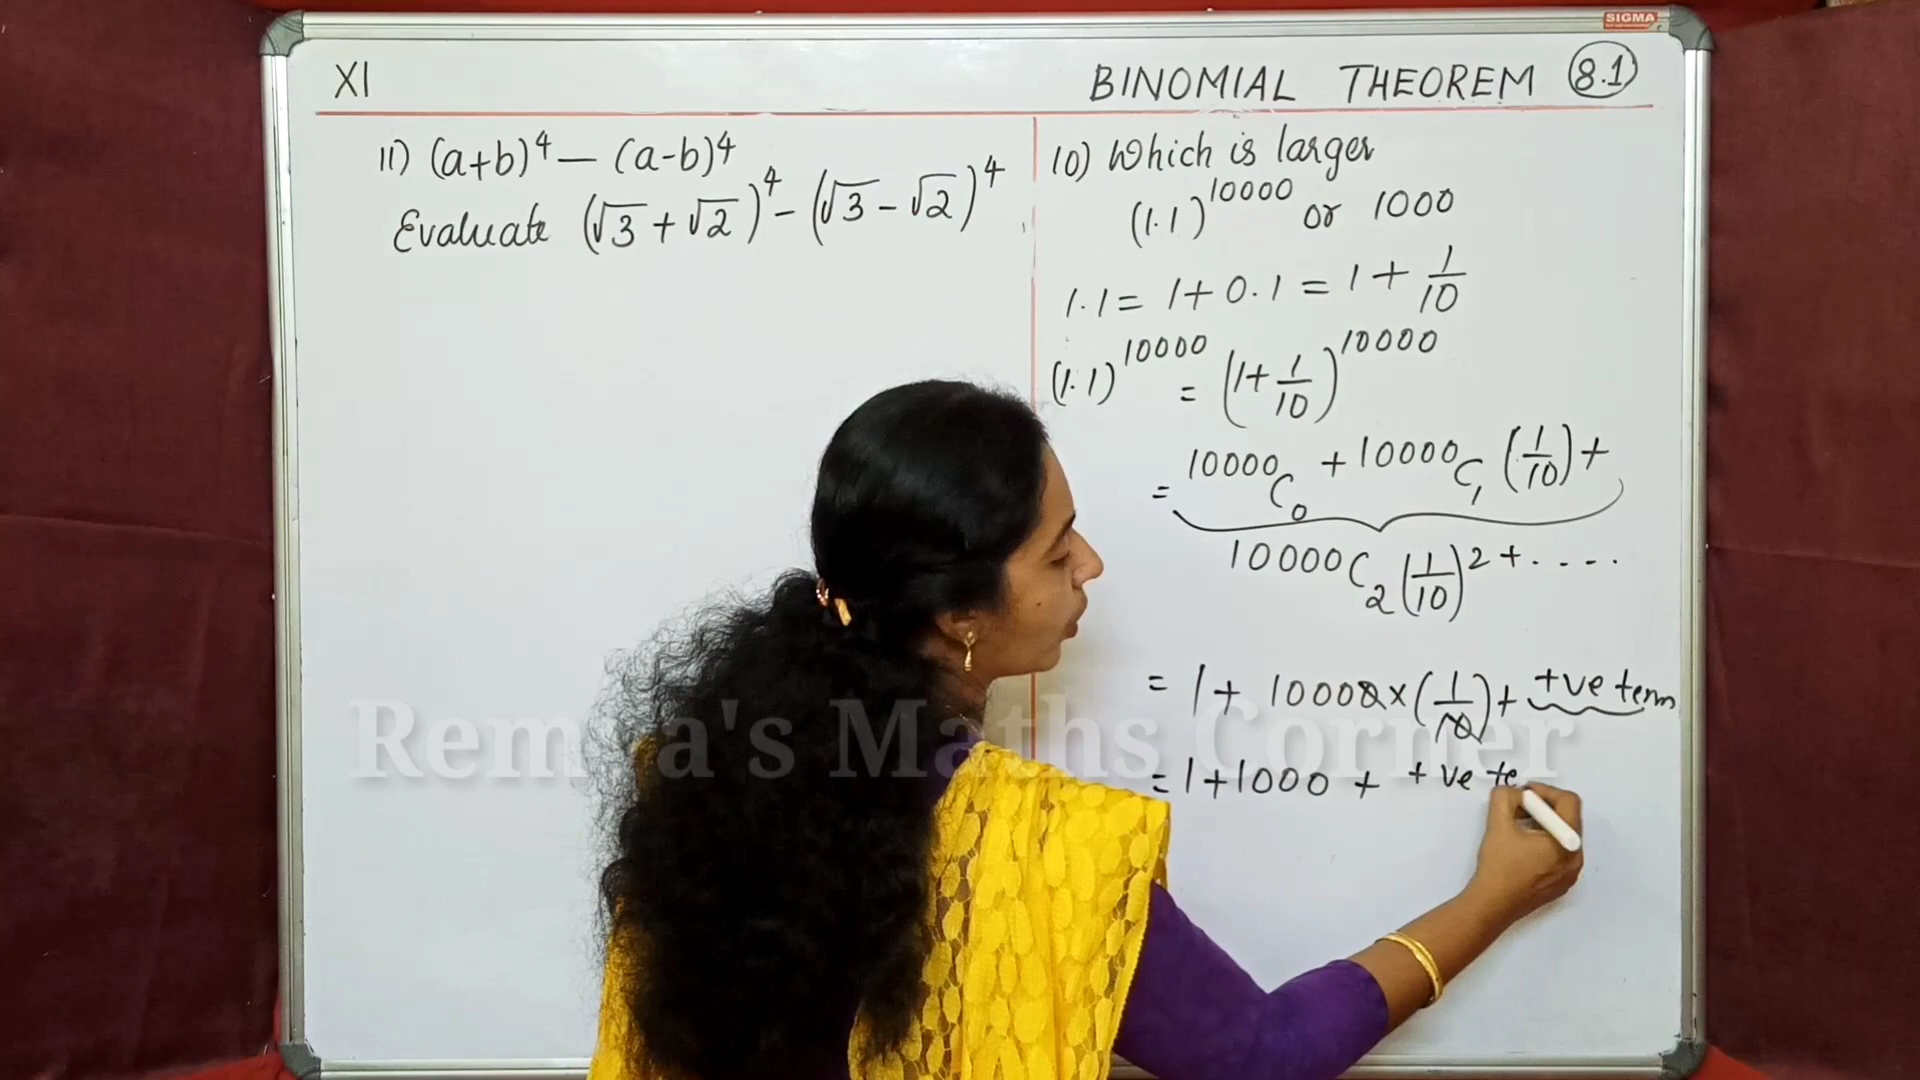 SIGMA
XI
BINOMIAL THEOREM 8.1
11) (a+b)⁴ — (a-b)⁴
Evaluate (√3 + √2)⁴ - (√3 - √2)⁴
10) Which is larger
(1.1)¹⁰⁰⁰⁰ or 1000
1.1 = 1 + 0.1 = 1 + 1/10
(1.1)¹⁰⁰⁰⁰ = (1 + 1/10)¹⁰⁰⁰⁰
= ¹⁰⁰⁰⁰C₀ + ¹⁰⁰⁰⁰C₁ (1/10) +
¹⁰⁰⁰⁰C₂ (1/10)² + ....
= 1 + 10000 × (1/10) + +ve term
= 1 + 1000 + +ve te
Remya's Maths Corner